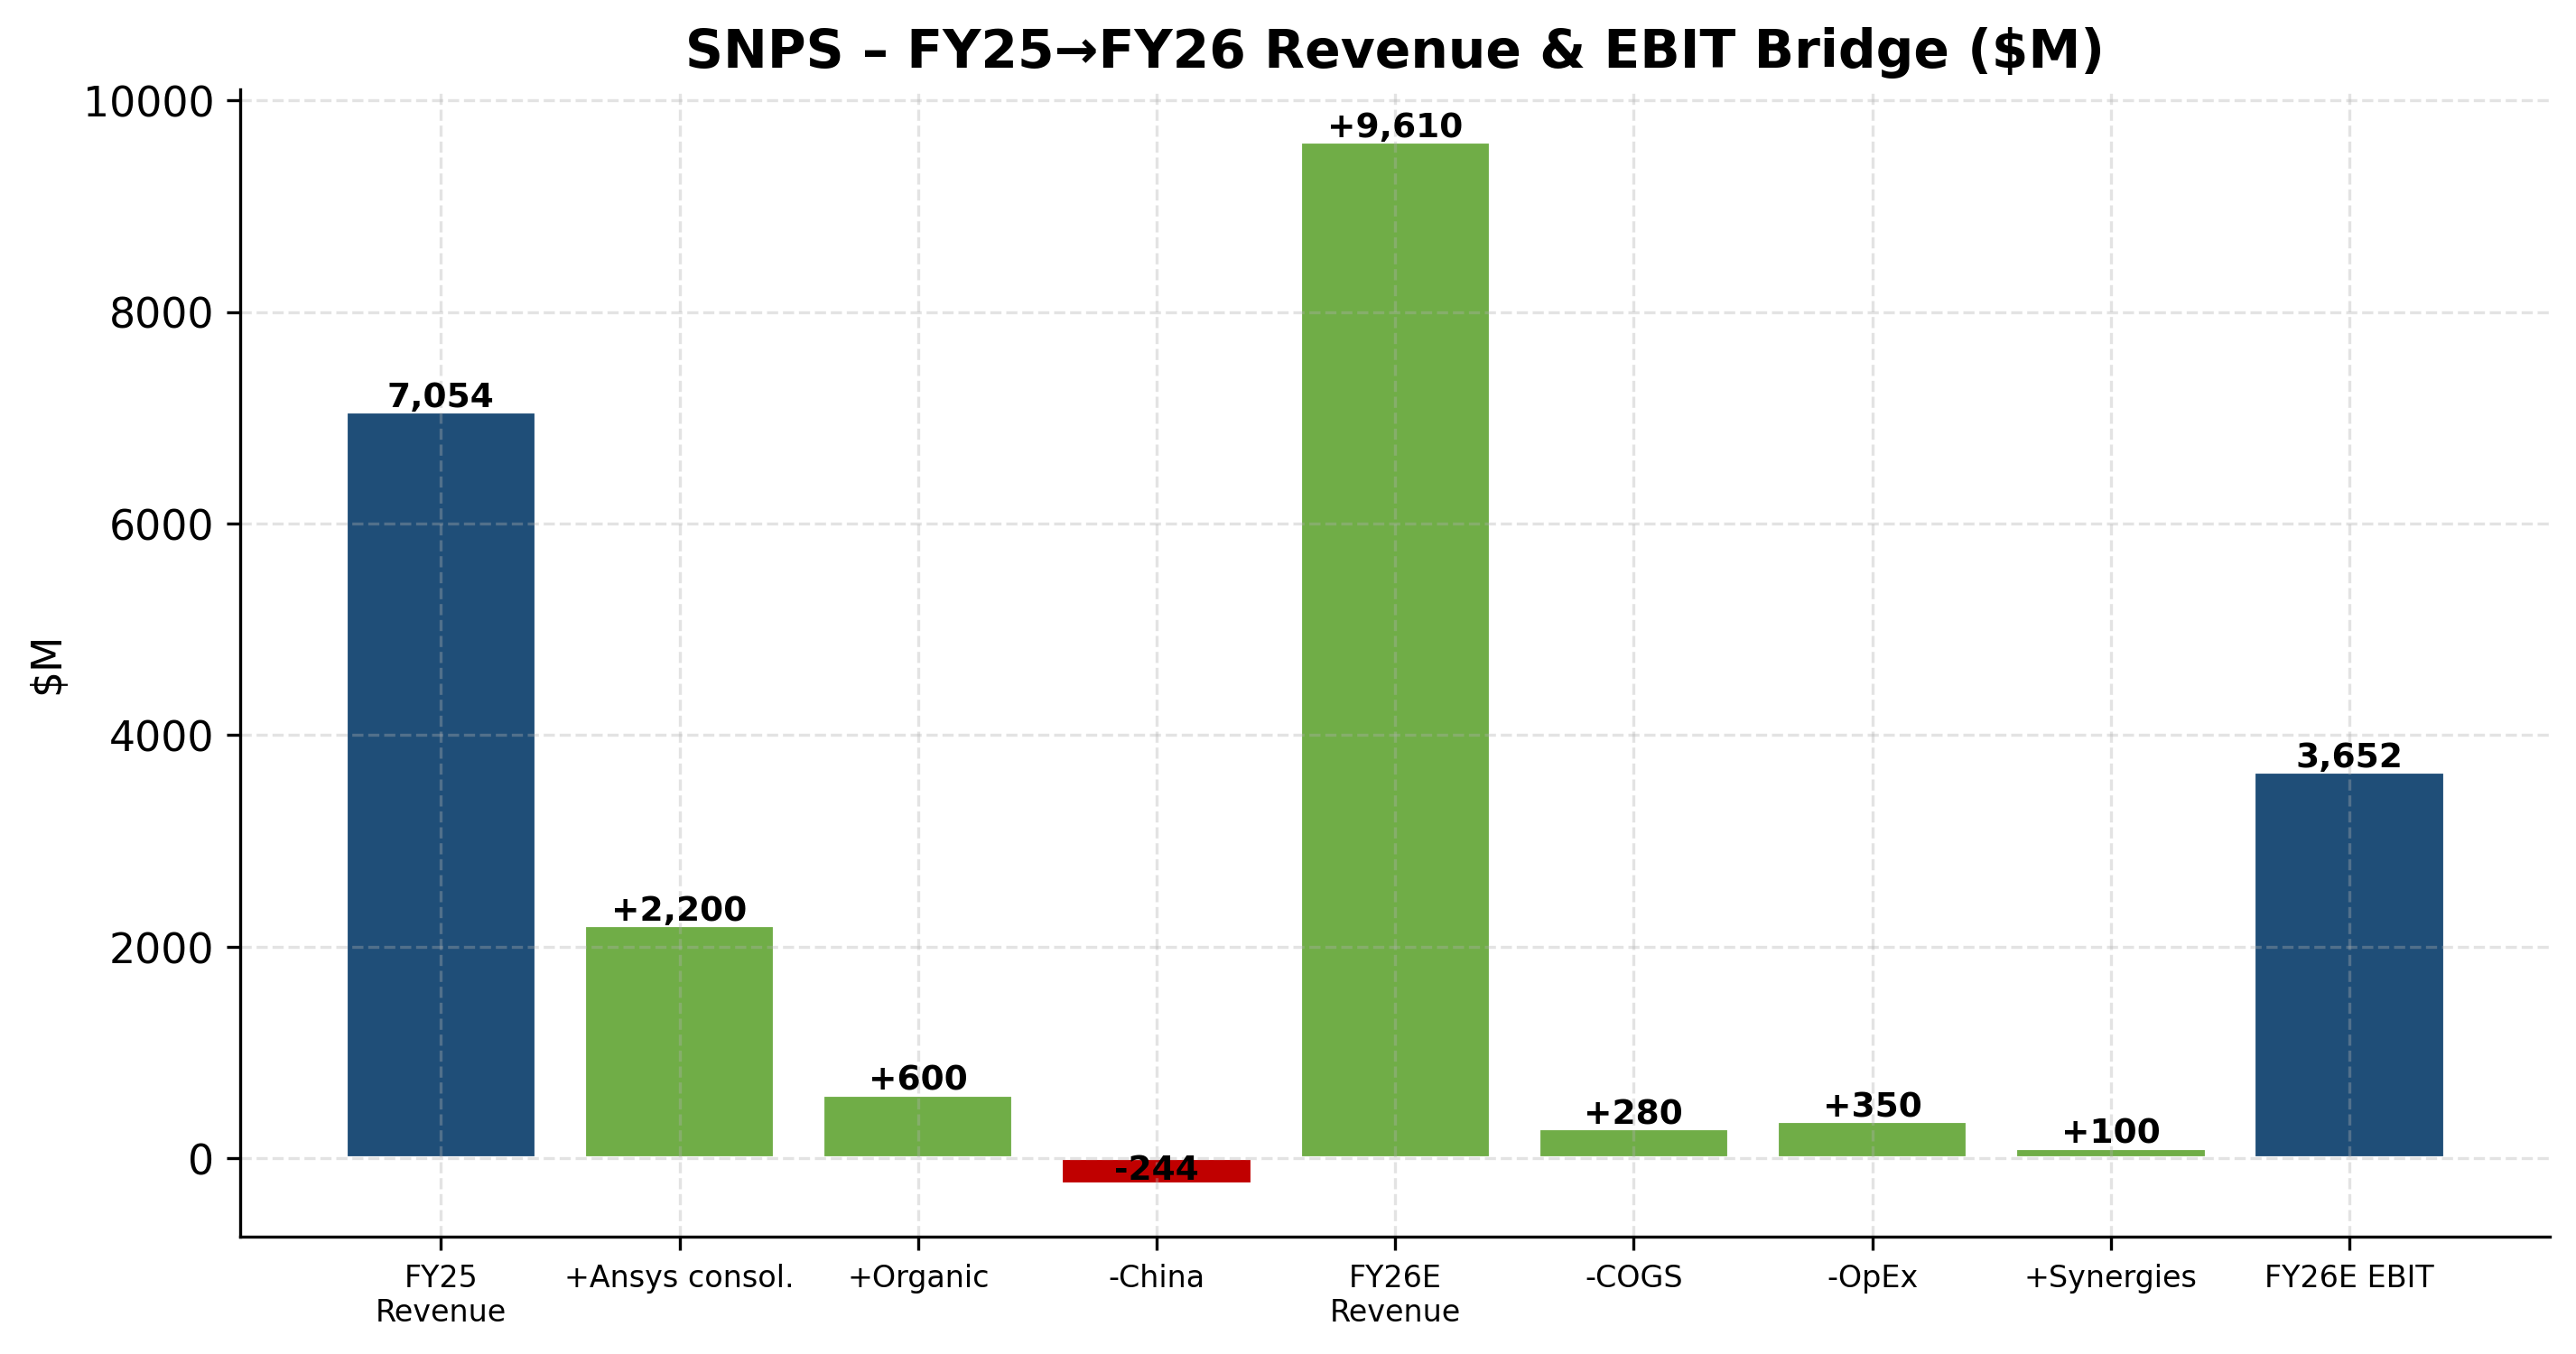 SNPS – FY25→FY26 Revenue & EBIT Bridge ($M)
10000
8000
6000
4000
2000
0
$M
7,054
+2,200
+600
-244
+9,610
+280
+350
+100
3,652
FY25
Revenue
+Ansys consol.
+Organic
-China
FY26E
Revenue
-COGS
-OpEx
+Synergies
FY26E EBIT